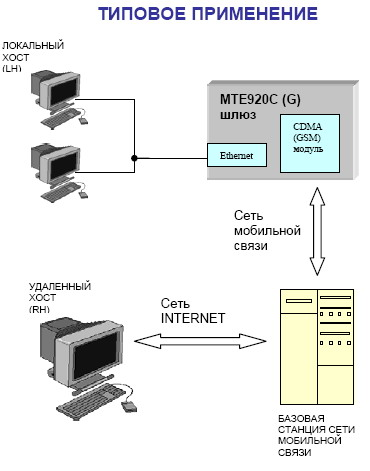 ТИПОВОЕ ПРИМЕНЕНИЕ
ЛОКАЛЬНЫЙ
ХОСТ
(LH)
MTE920C (G)
шлюз
CDMA
(GSM)
модуль
Ethernet
Сеть
мобильной
связи
УДАЛЕННЫЙ
ХОСТ
(RH)
Сеть
INTERNET
БАЗОВАЯ
СТАНЦИЯ СЕТИ
МОБИЛЬНОЙ
СВЯЗИ